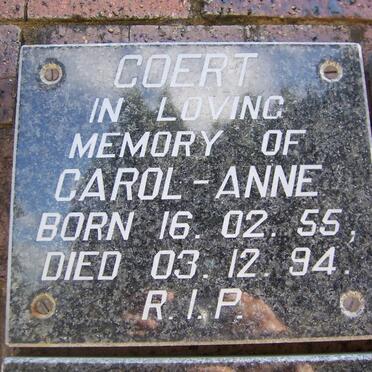 COERT
IN LOVING
MEMORY OF
CAROL-ANNE
BORN 16. 02. 55,
DIED 03. 12. 94.
R.I.P.